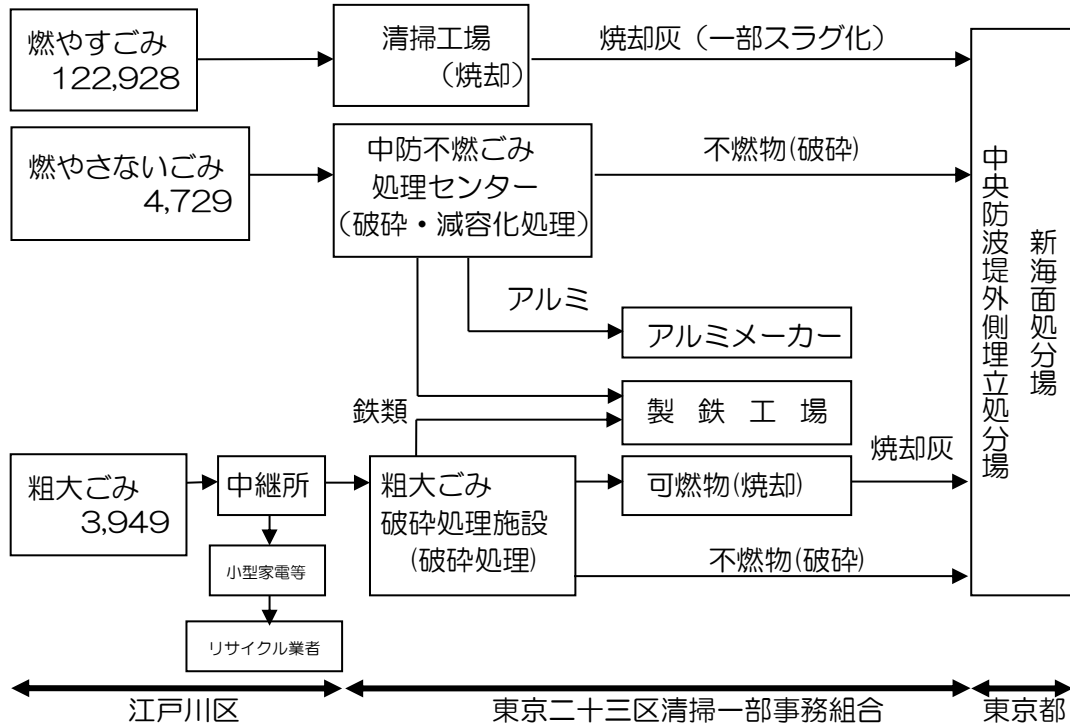 燃やすごみ
122,928
清掃工場
（焼却）
焼却灰（一部スラグ化）
燃やさないごみ
4,729
中防不燃ごみ
処理センター
（破砕・減容化処理）
不燃物(破砕)
アルミ
アルミメーカー
鉄類
製鉄工場
粗大ごみ
3,949
中継所
小型家電等
リサイクル業者
粗大ごみ
破砕処理施設
(破砕処理)
可燃物(焼却)
焼却灰
不燃物(破砕)
新海面処分場
中央防波堤外側埋立処分場
江戸川区
東京二十三区清掃一部事務組合
東京都